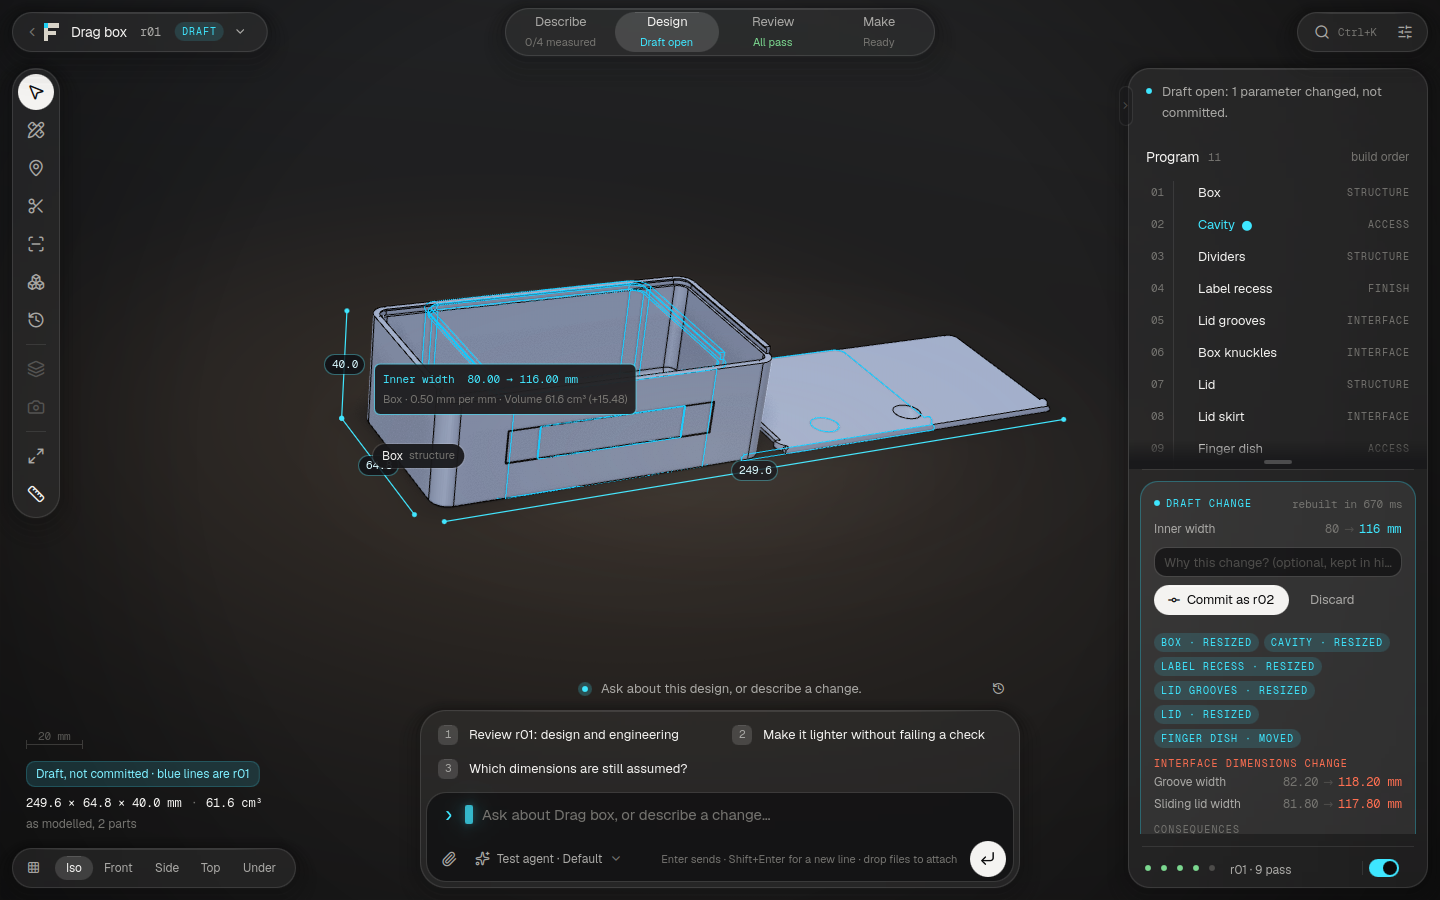 Drag box r01 DRAFT
Describe
0/4 measured
Design
Draft open
Review
All pass
Make
Ready
Ctrl+K
Draft open: 1 parameter changed, not
committed.
Program 11 build order
01 Box STRUCTURE
02 Cavity ACCESS
03 Dividers STRUCTURE
04 Label recess FINISH
05 Lid grooves INTERFACE
06 Box knuckles INTERFACE
07 Lid STRUCTURE
08 Lid skirt INTERFACE
09 Finger dish ACCESS
40.0
Inner width 80.00 → 116.00 mm
Box · 0.50 mm per mm · Volume 61.6 cm³ (+15.48)
Box structure
249.6
DRAFT CHANGE rebuilt in 670 ms
Inner width 80 → 116 mm
Why this change? (optional, kept in hi...
Commit as r02 Discard
BOX · RESIZED CAVITY · RESIZED
LABEL RECESS · RESIZED
LID GROOVES · RESIZED
LID · RESIZED
FINGER DISH · MOVED
INTERFACE DIMENSIONS CHANGE
Groove width 82.20 → 118.20 mm
Sliding lid width 81.80 → 117.80 mm
CONSEQUENCES
r01 · 9 pass
Ask about this design, or describe a change.
1 Review r01: design and engineering
2 Make it lighter without failing a check
3 Which dimensions are still assumed?
Ask about Drag box, or describe a change...
Test agent · Default
Enter sends · Shift+Enter for a new line · drop files to attach
20 mm
Draft, not committed · blue lines are r01
249.6 × 64.8 × 40.0 mm · 61.6 cm³
as modelled, 2 parts
Iso Front Side Top Under